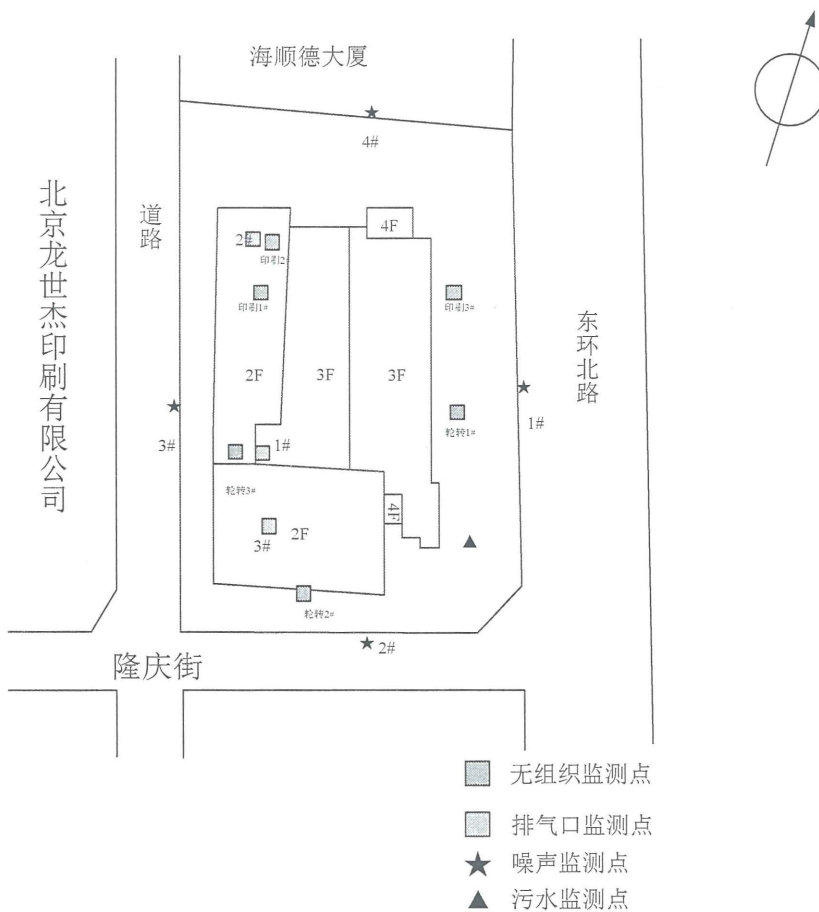 海顺德大厦
4#
北京龙世杰印刷有限公司
道路
4F
2#
印刷2#
印刷1#
印刷3#
东环北路
2F
3F
3F
轮转1#
1#
3#
1#
轮转3#
4F
3#
2F
轮转2#
2#
隆庆街
无组织监测点
排气口监测点
噪声监测点
污水监测点